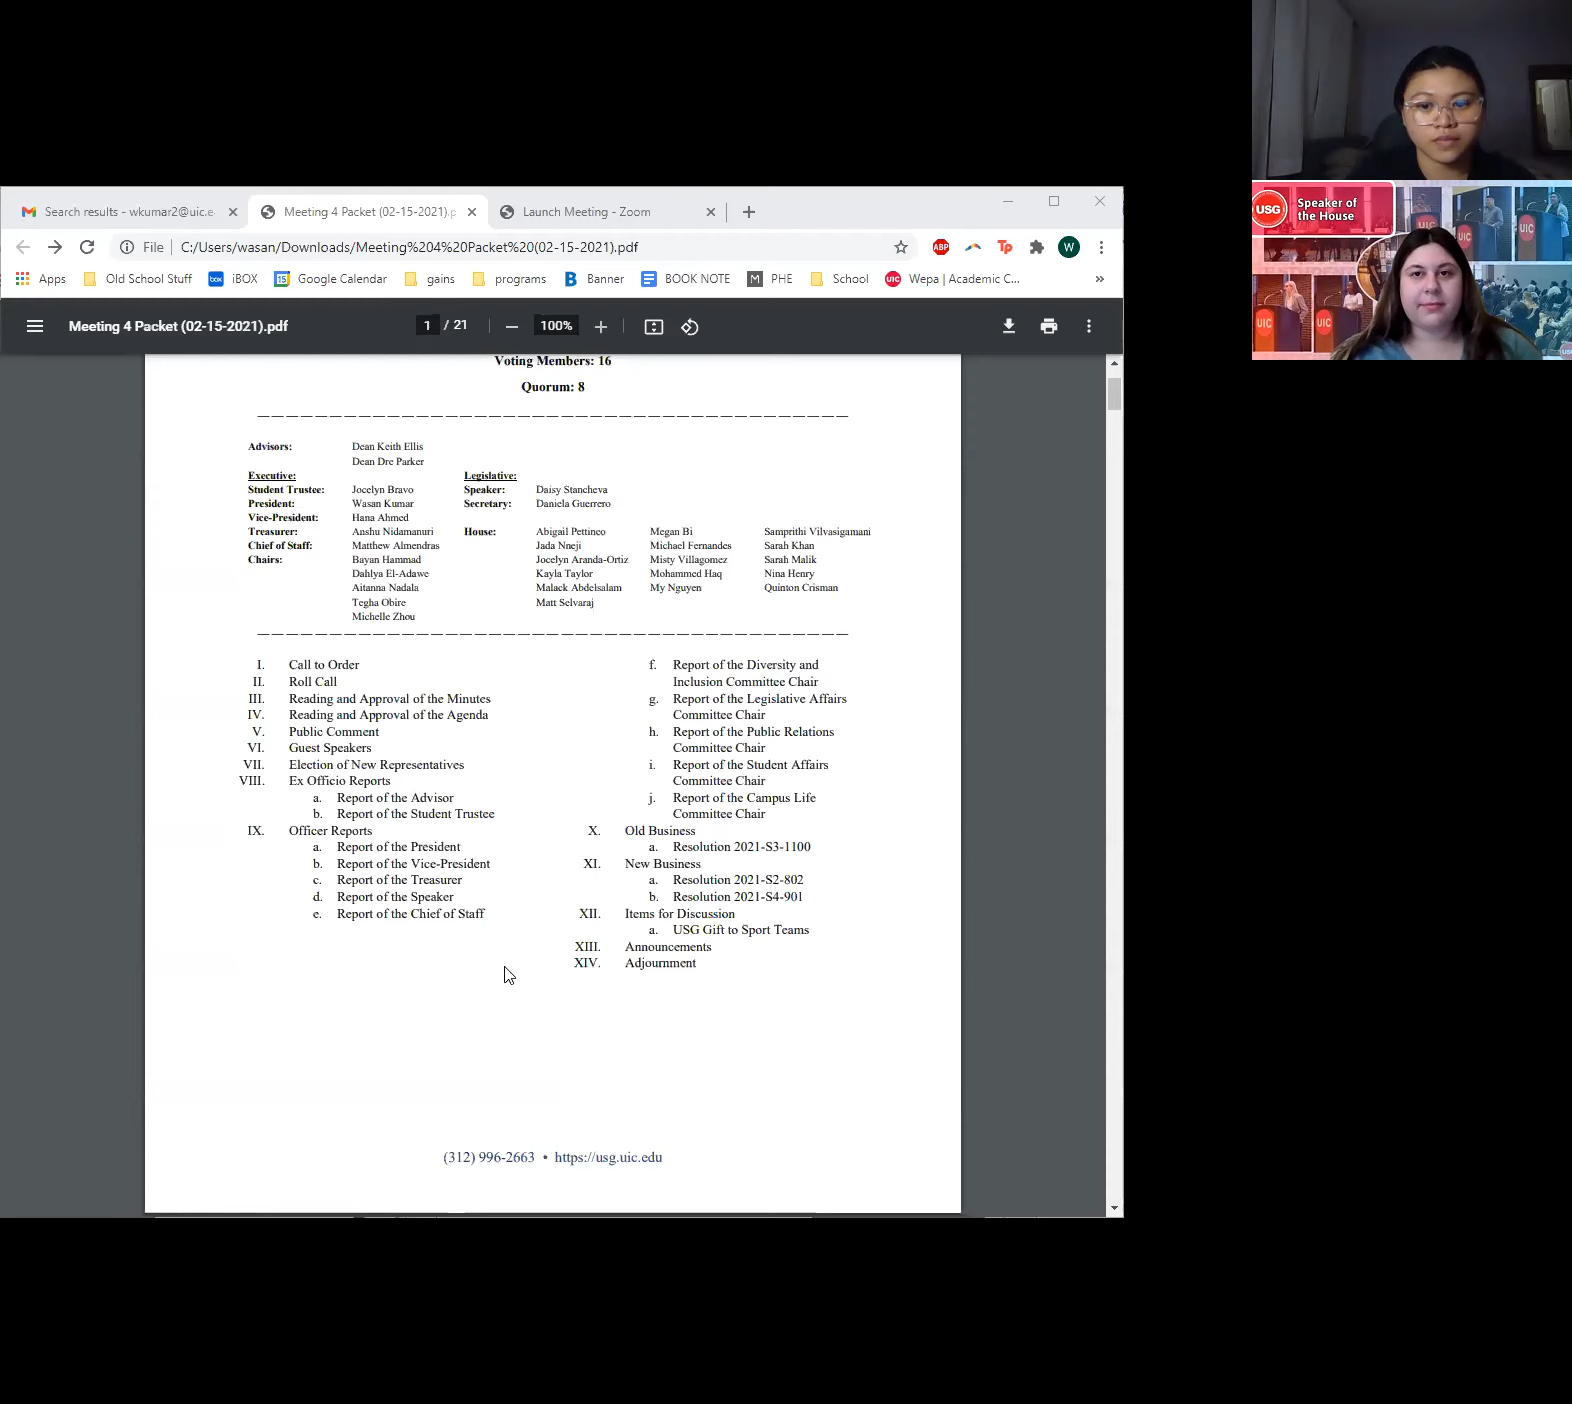 Search results - wkumar2@uic.e
Meeting 4 Packet (02-15-2021).p
Launch Meeting - Zoom
File
C:/Users/wasan/Downloads/Meeting%204%20Packet%20(02-15-2021).pdf
ABP
Tp
W
Apps
Old School Stuff
box
iBOX
15
Google Calendar
gains
programs
B
Banner
BOOK NOTE
M
PHE
School
UIC
Wepa | Academic C...
Meeting 4 Packet (02-15-2021).pdf
1 / 21
100%
Voting Members: 16
Quorum: 8
Advisors: Dean Keith Ellis
Dean Dre Parker
Executive: Legislative:
Student Trustee: Jocelyn Bravo Speaker: Daisy Stancheva
President: Wasan Kumar Secretary: Daniela Guerrero
Vice-President: Hana Ahmed
Treasurer: Anshu Nidamanuri House: Abigail Pettineo Megan Bi Samprithi Vilvasigamani
Chief of Staff: Matthew Almendras Jada Nneji Michael Fernandes Sarah Khan
Chairs: Bayan Hammad Jocelyn Aranda-Ortiz Misty Villagomez Sarah Malik
Dahlya El-Adawe Kayla Taylor Mohammed Haq Nina Henry
Aitanna Nadala Malack Abdelsalam My Nguyen Quinton Crisman
Tegha Obire Matt Selvaraj
Michelle Zhou
I. Call to Order
II. Roll Call
III. Reading and Approval of the Minutes
IV. Reading and Approval of the Agenda
V. Public Comment
VI. Guest Speakers
VII. Election of New Representatives
VIII. Ex Officio Reports
a. Report of the Advisor
b. Report of the Student Trustee
IX. Officer Reports
a. Report of the President
b. Report of the Vice-President
c. Report of the Treasurer
d. Report of the Speaker
e. Report of the Chief of Staff
f. Report of the Diversity and
Inclusion Committee Chair
g. Report of the Legislative Affairs
Committee Chair
h. Report of the Public Relations
Committee Chair
i. Report of the Student Affairs
Committee Chair
j. Report of the Campus Life
Committee Chair
X. Old Business
a. Resolution 2021-S3-1100
XI. New Business
a. Resolution 2021-S2-802
b. Resolution 2021-S4-901
XII. Items for Discussion
a. USG Gift to Sport Teams
XIII. Announcements
XIV. Adjournment
(312) 996-2663 • https://usg.uic.edu
USG
Speaker of
the House
UIC
UIC
UIC
UIC
UIC